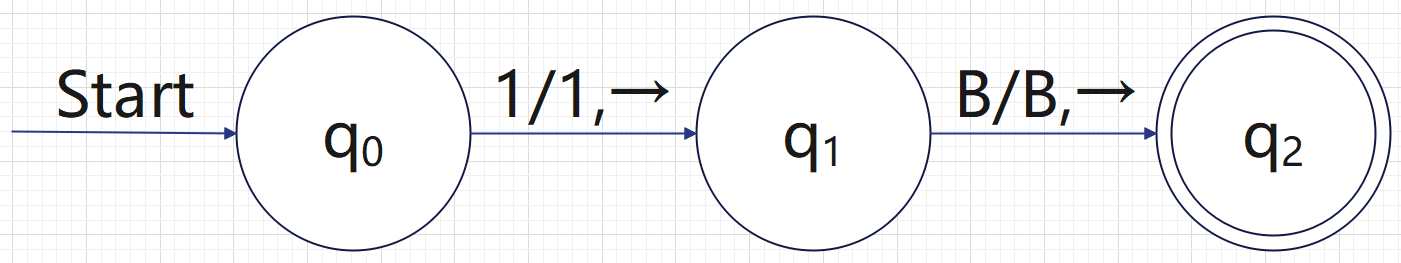 Start
q₀
1/1,→
q₁
B/B,→
q₂